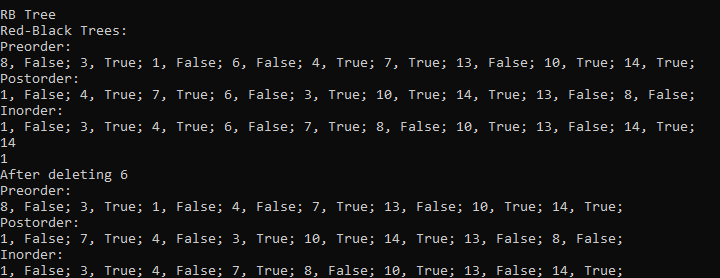 RB Tree
Red-Black Trees:
Preorder:
8, False; 3, True; 1, False; 6, False; 4, True; 7, True; 13, False; 10, True; 14, True;
Postorder:
1, False; 4, True; 7, True; 6, False; 3, True; 10, True; 14, True; 13, False; 8, False;
Inorder:
1, False; 3, True; 4, True; 6, False; 7, True; 8, False; 10, True; 13, False; 14, True;
14
1
After deleting 6
Preorder:
8, False; 3, True; 1, False; 4, False; 7, True; 13, False; 10, True; 14, True;
Postorder:
1, False; 7, True; 4, False; 3, True; 10, True; 14, True; 13, False; 8, False;
Inorder:
1, False; 3, True; 4, False; 7, True; 8, False; 10, True; 13, False; 14, True;